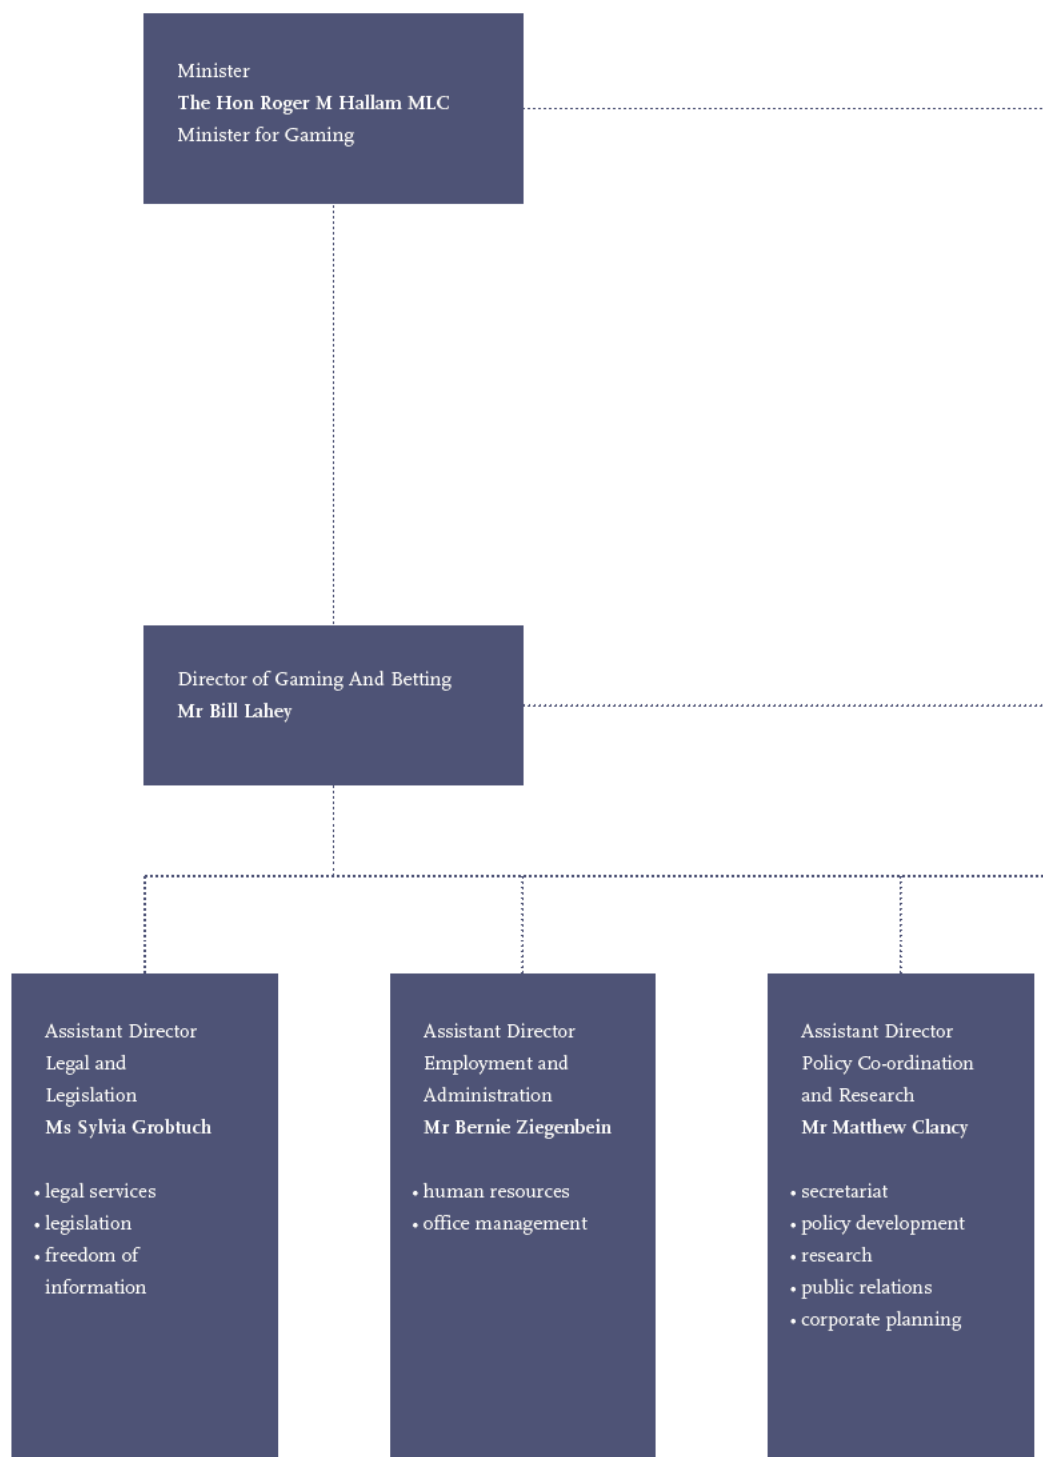 Minister
The Hon Roger M Hallam MLC
Minister for Gaming
Director of Gaming And Betting
Mr Bill Lahey
Assistant Director
Legal and
Legislation
Ms Sylvia Grobtuch
• legal services
• legislation
• freedom of
information
Assistant Director
Employment and
Administration
Mr Bernie Ziegenbein
• human resources
• office management
Assistant Director
Policy Co-ordination
and Research
Mr Matthew Clancy
• secretariat
• policy development
• research
• public relations
• corporate planning